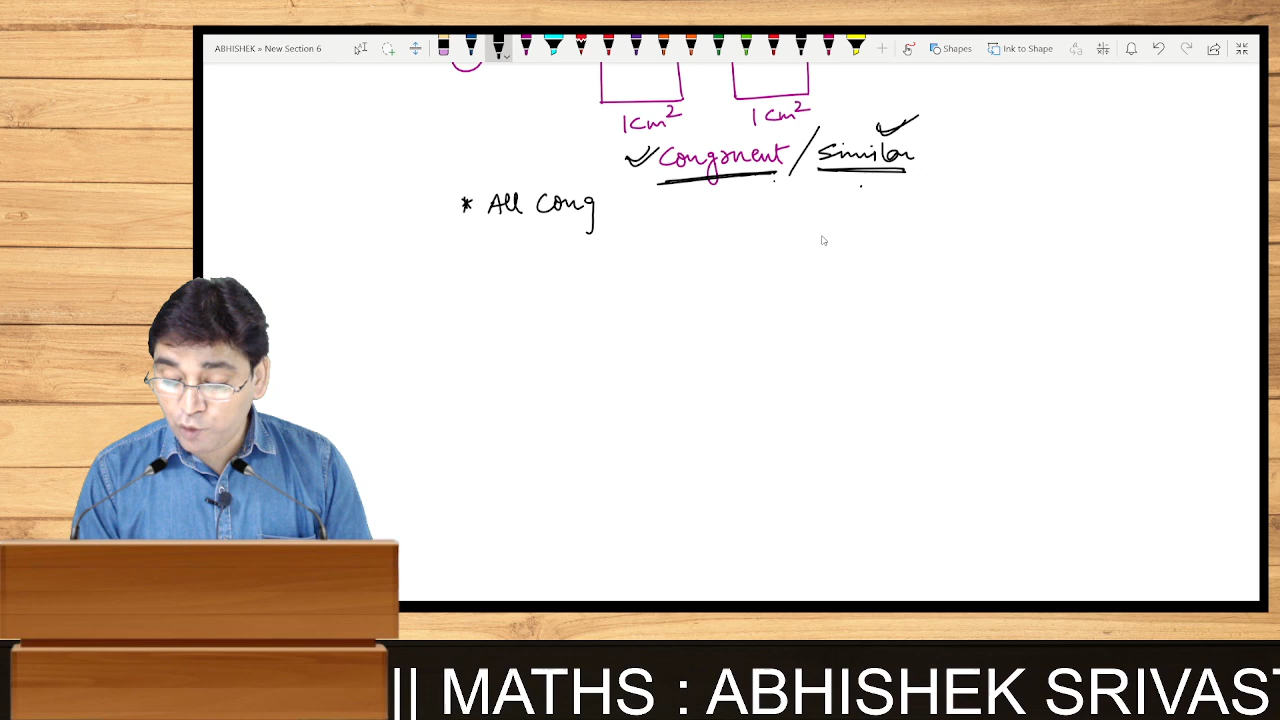 ABHISHEK » New Section 6
Shapes
Ink to Shape
1cm² 1cm²
Congruent / Similar
* All Cong
|| MATHS : ABHISHEK SRIVAST